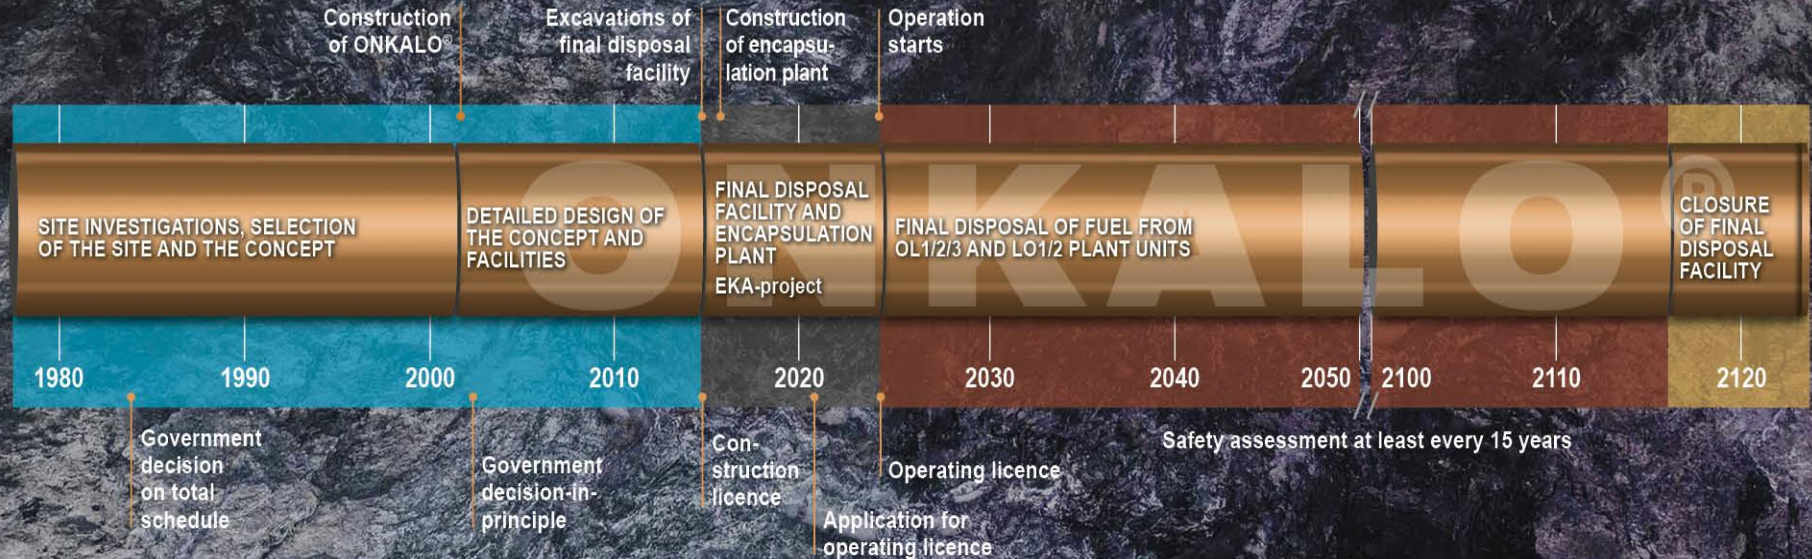 Construction
of ONKALO®
Excavations of
final disposal
facility
Construction
of encapsu-
lation plant
Operation
starts
ONKALO®
SITE INVESTIGATIONS, SELECTION
OF THE SITE AND THE CONCEPT
DETAILED DESIGN OF
THE CONCEPT AND
FACILITIES
FINAL DISPOSAL
FACILITY AND
ENCAPSULATION
PLANT
EKA-project
FINAL DISPOSAL OF FUEL FROM
OL1/2/3 AND LO1/2 PLANT UNITS
CLOSURE
OF FINAL
DISPOSAL
FACILITY
1980 1990 2000 2010 2020 2030 2040 2050 2100 2110 2120
Government
decision
on total
schedule
Government
decision-in-
principle
Con-
struction
licence
Application for
operating licence
Operating licence
Safety assessment at least every 15 years